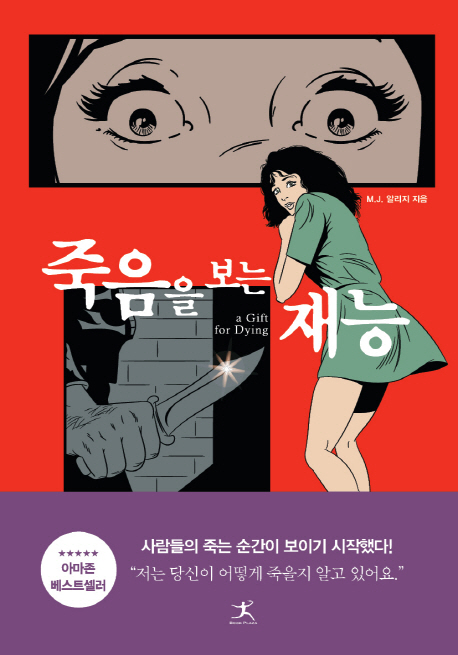 M.J. 알리지 지음
죽음을 보는
a Gift
for Dying
재능
★★★★★
아마존
베스트셀러
사람들의 죽는 순간이 보이기 시작했다!
“저는 당신이 어떻게 죽을지 알고 있어요.”
BOOK PLAZA